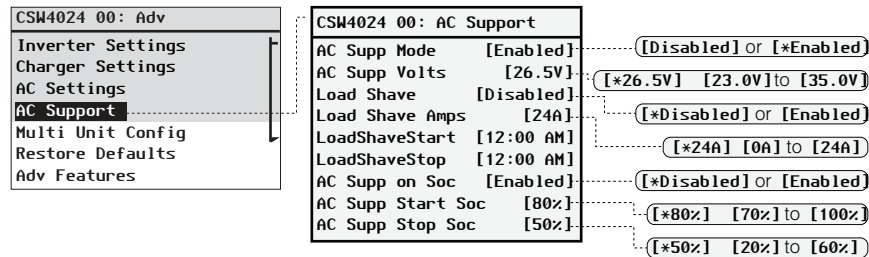 CSW4024 00: Adv
Inverter Settings
Charger Settings
AC Settings
AC Support
Multi Unit Config
Restore Defaults
Adv Features
CSW4024 00: AC Support
AC Supp Mode [Enabled]
AC Supp Volts [26.5V]
Load Shave [Disabled]
Load Shave Amps [24A]
LoadShaveStart [12:00 AM]
LoadShaveStop [12:00 AM]
AC Supp on Soc [Enabled]
AC Supp Start Soc [80%]
AC Supp Stop Soc [50%]
[Disabled] or [*Enabled]
[*26.5V] [23.0V]to [35.0V]
[*Disabled] or [Enabled]
[*24A] [0A] to [24A]
[*Disabled] or [Enabled]
[*80%] [70%] to [100%]
[*50%] [20%] to [60%]